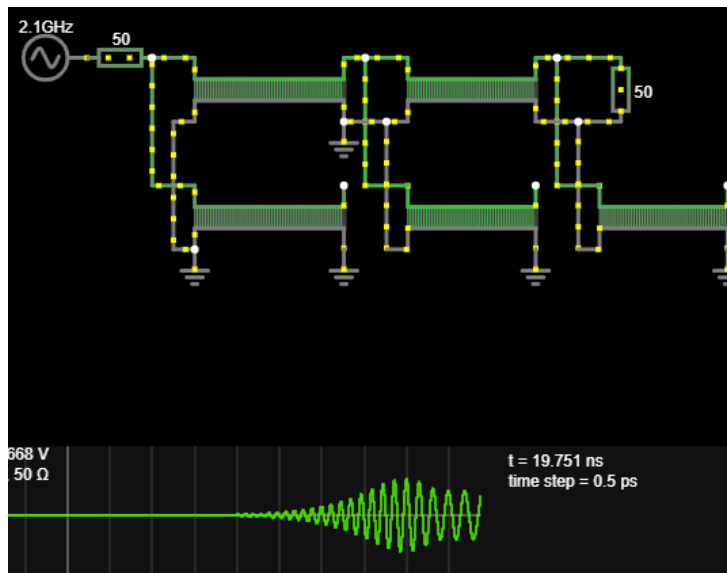 2.1GHz
50
50
668 V
50 Ω
t = 19.751 ns
time step = 0.5 ps